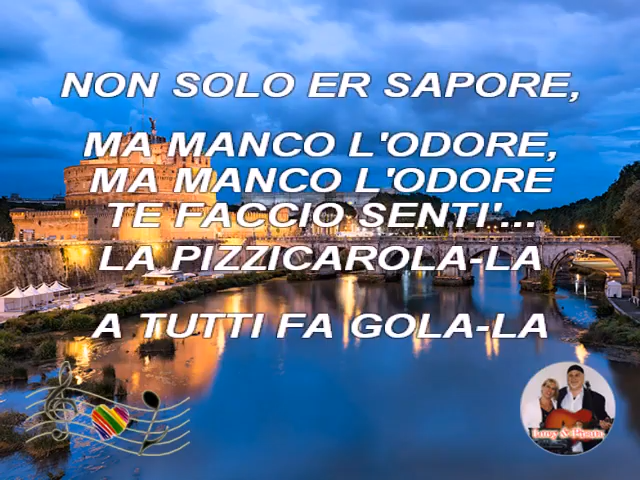 NON SOLO ER SAPORE,
MA MANCO L'ODORE,
MA MANCO L'ODORE
TE FACCIO SENTI'...
LA PIZZICAROLA-LA
A TUTTI FA GOLA-LA